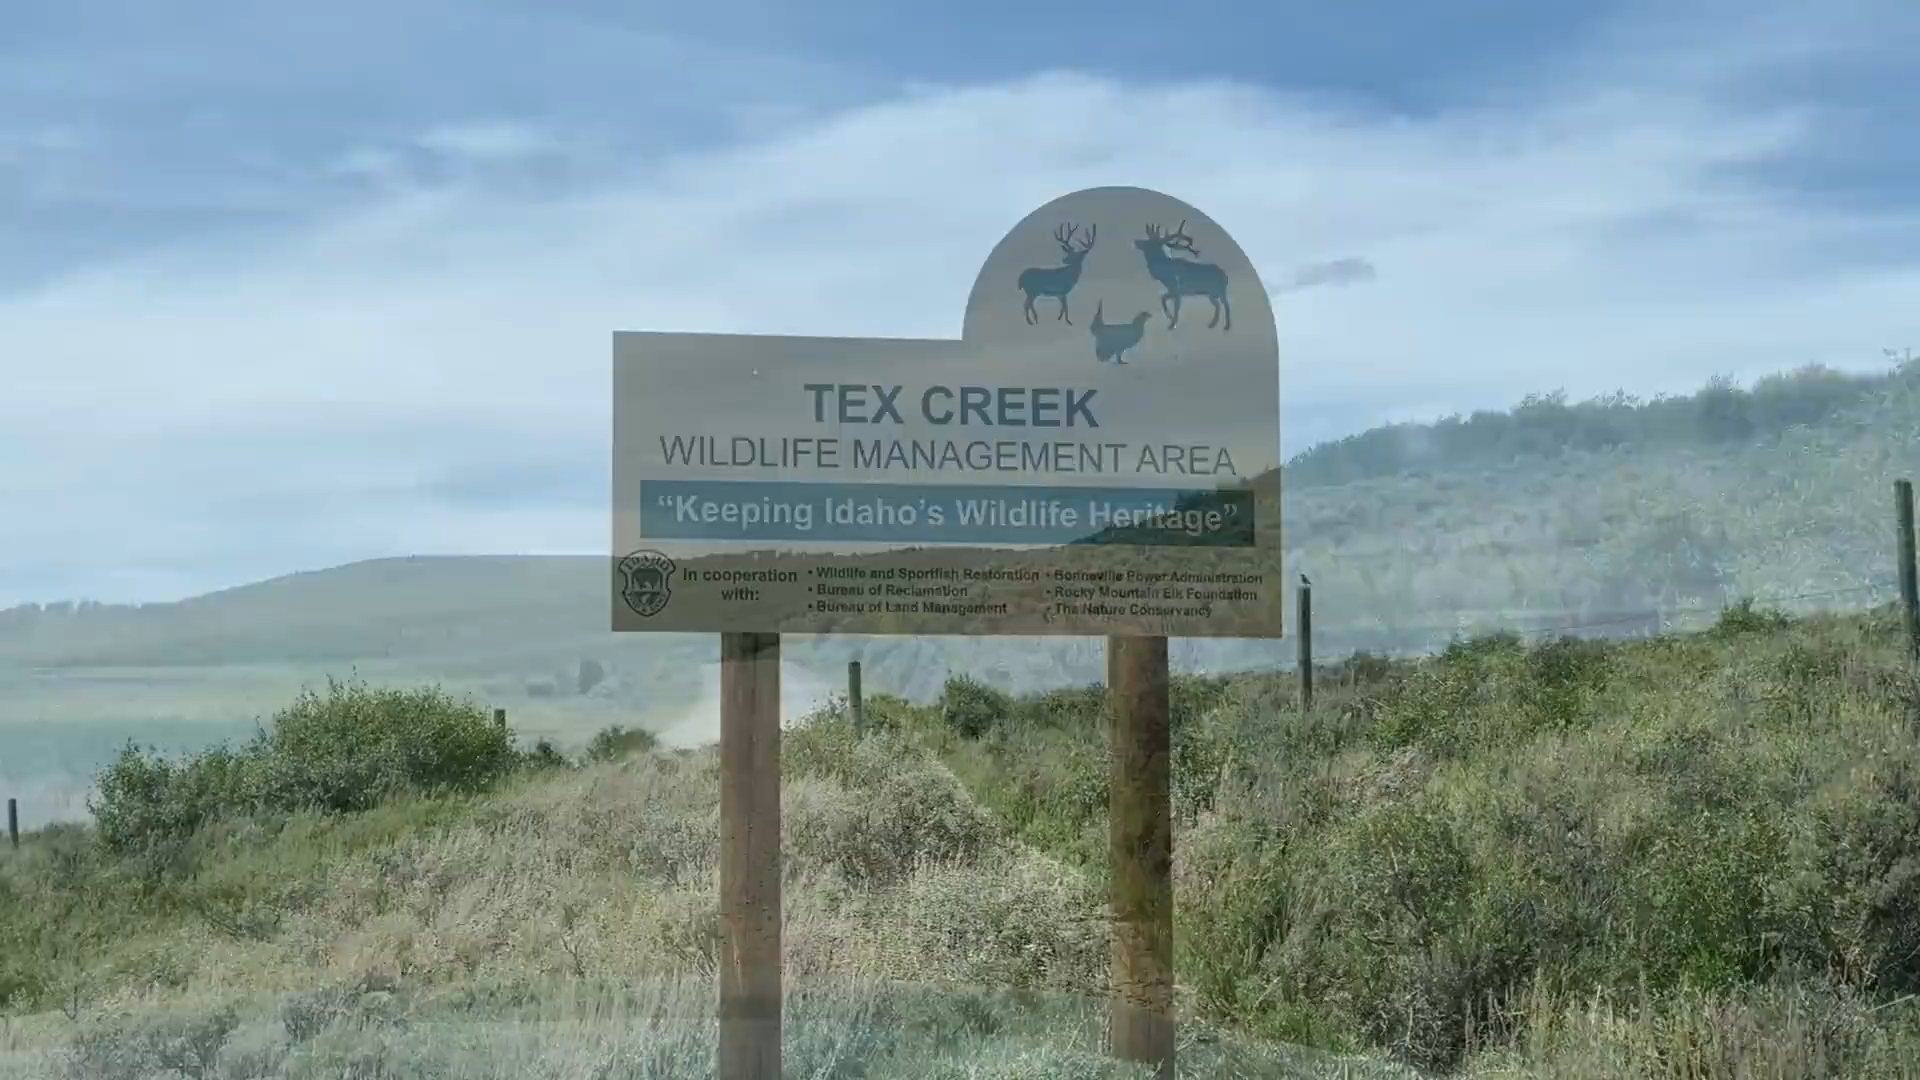 TEX CREEK
WILDLIFE MANAGEMENT AREA
“Keeping Idaho’s Wildlife Heritage”
In cooperation with:
• Wildlife and Sportfish Restoration
• Bureau of Reclamation
• Bureau of Land Management
• Bonneville Power Administration
• Rocky Mountain Elk Foundation
• The Nature Conservancy
IDAHO